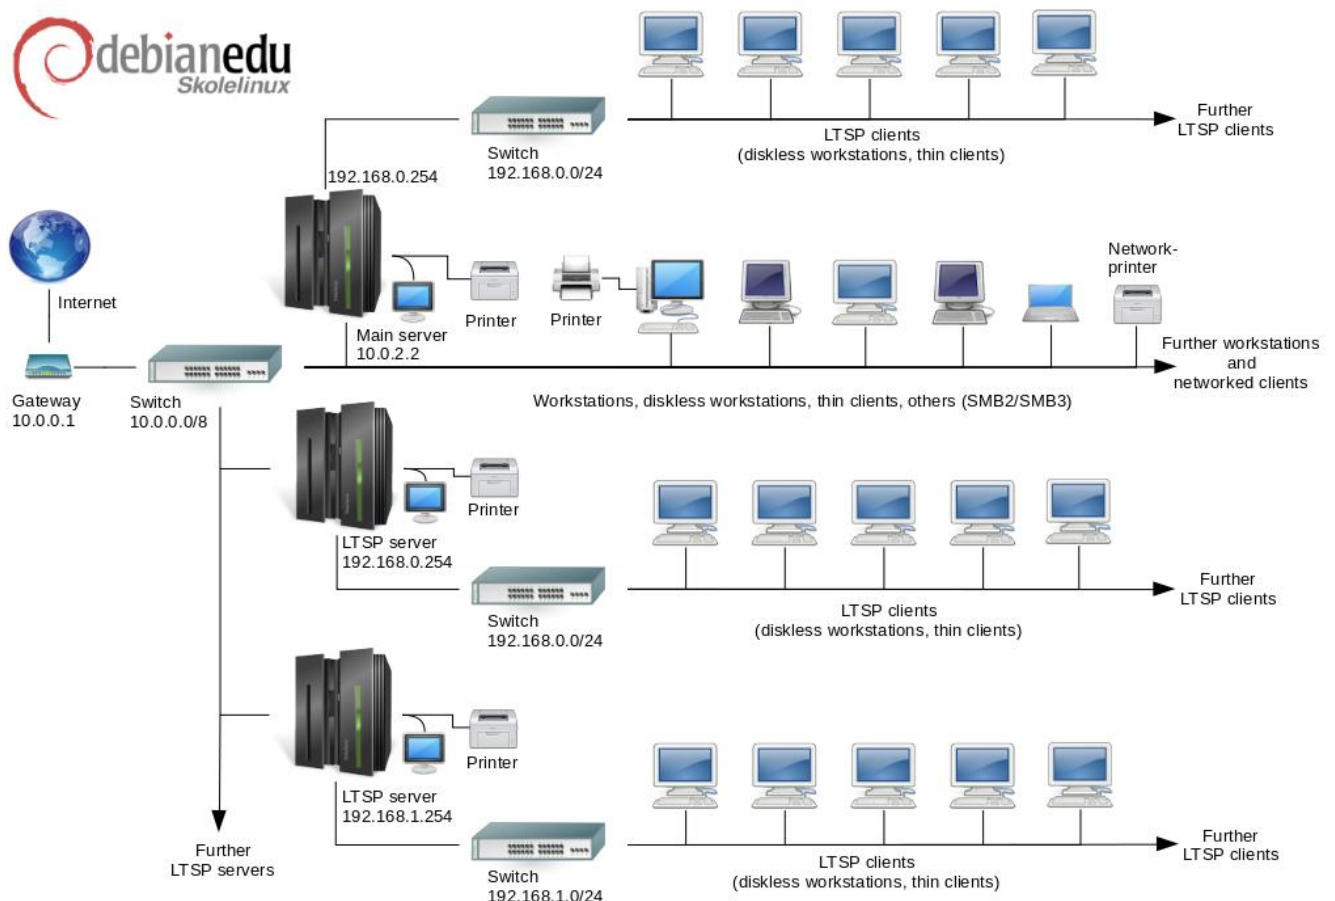 debianedu
Skolelinux
Further
LTSP clients
LTSP clients
(diskless workstations, thin clients)
Switch
192.168.0.0/24
192.168.0.254
Internet
Printer
Printer
Network-
printer
Main server
10.0.2.2
Further workstations
and
networked clients
Gateway
10.0.0.1
Switch
10.0.0.0/8
Workstations, diskless workstations, thin clients, others (SMB2/SMB3)
Printer
LTSP server
192.168.0.254
Switch
192.168.0.0/24
LTSP clients
(diskless workstations, thin clients)
Further
LTSP clients
Printer
LTSP server
192.168.1.254
Further
LTSP servers
Switch
192.168.1.0/24
LTSP clients
(diskless workstations, thin clients)
Further
LTSP clients